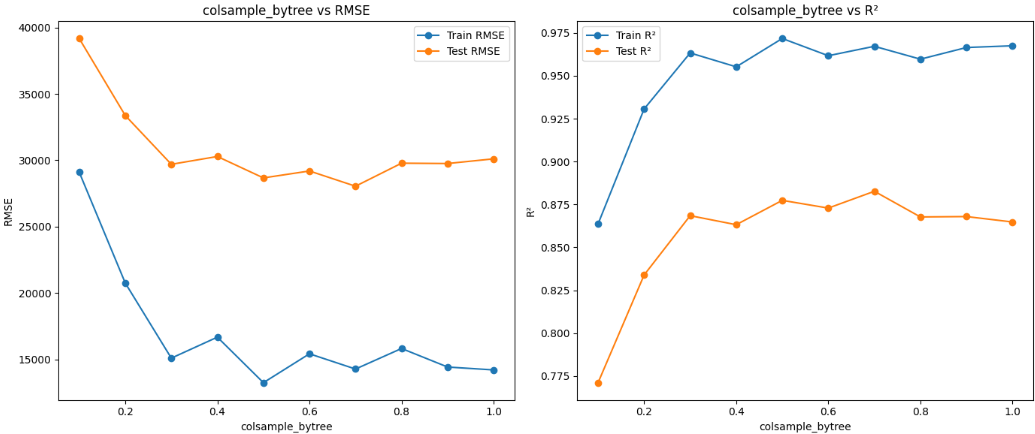 colsample_bytree vs RMSE
40000
35000
30000
25000
20000
15000
RMSE
Train RMSE
Test RMSE
0.2 0.4 0.6 0.8 1.0
colsample_bytree
colsample_bytree vs R²
0.975
0.950
0.925
0.900
0.875
0.850
0.825
0.800
0.775
R²
Train R²
Test R²
0.2 0.4 0.6 0.8 1.0
colsample_bytree